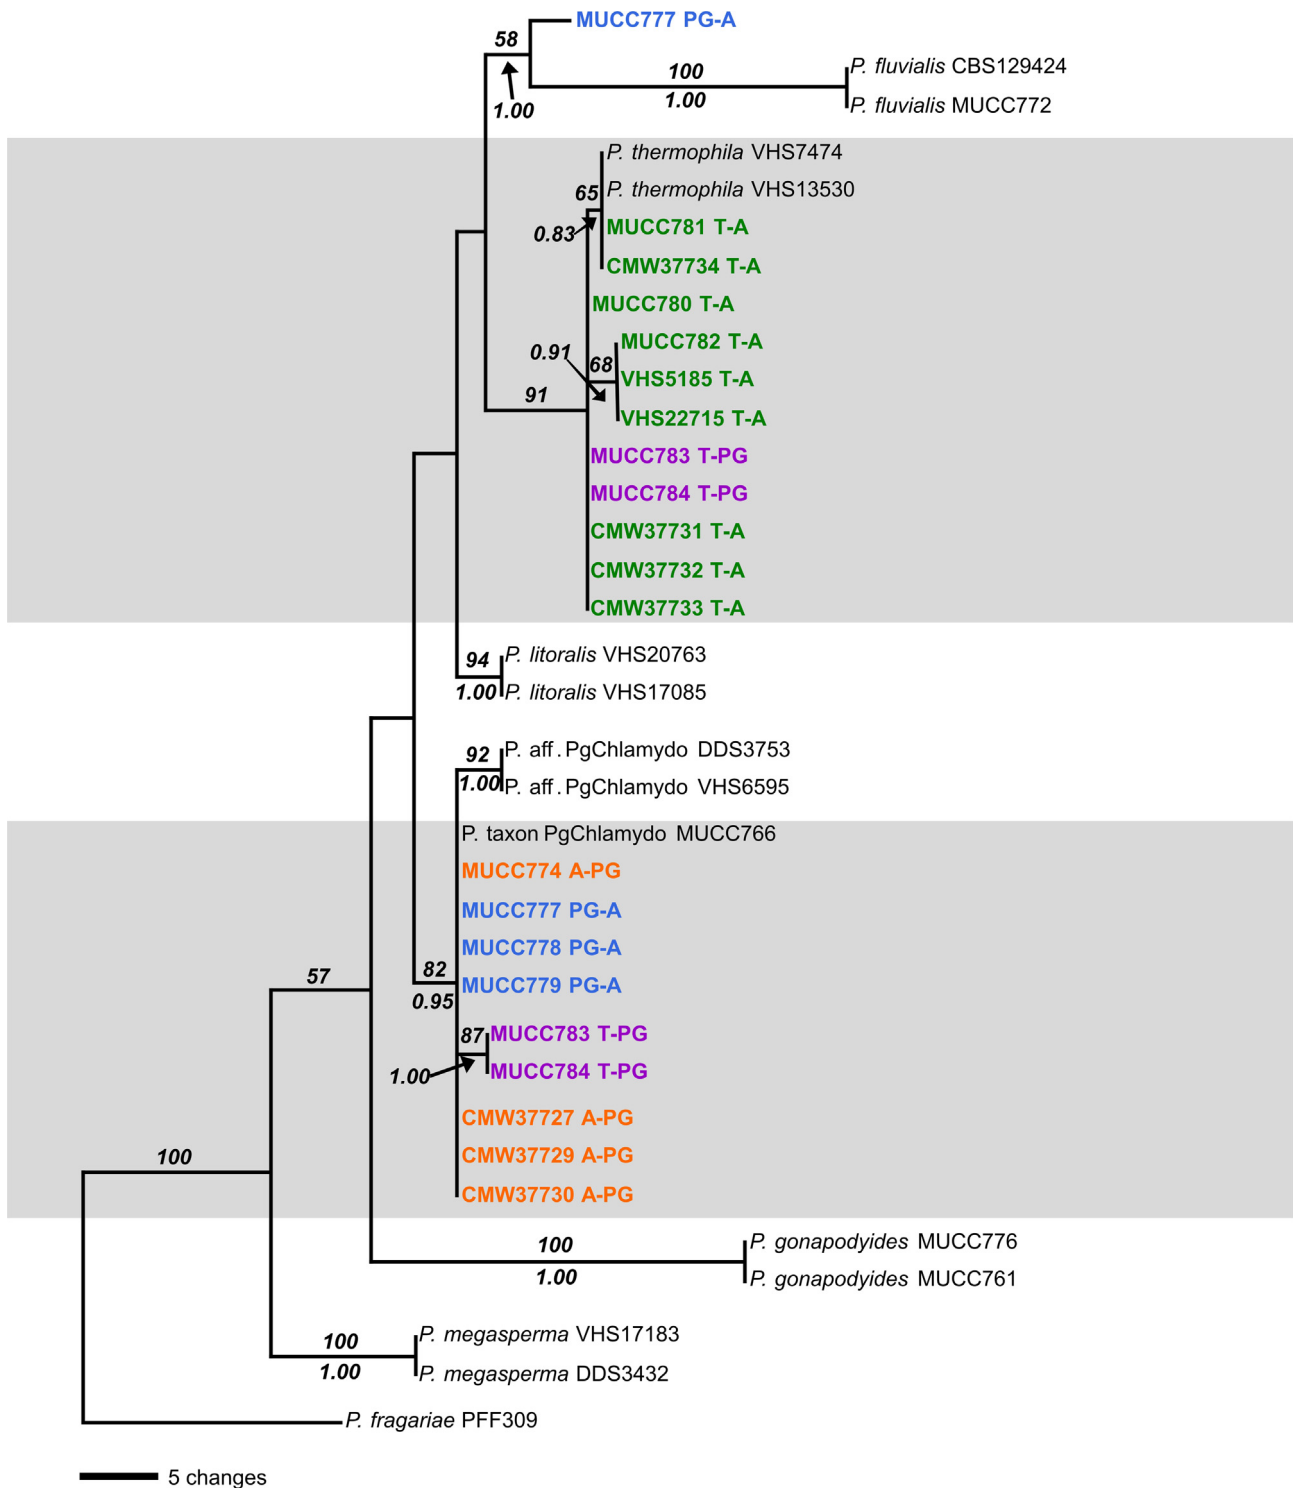 MUCC777 PG-A
58
P. fluvialis CBS129424
100
1.00
1.00
P. fluvialis MUCC772
P. thermophila VHS7474
65
P. thermophila VHS13530
0.83
MUCC781 T-A
CMW37734 T-A
MUCC780 T-A
MUCC782 T-A
0.91
68
VHS5185 T-A
91
VHS22715 T-A
MUCC783 T-PG
MUCC784 T-PG
CMW37731 T-A
CMW37732 T-A
CMW37733 T-A
94
P. litoralis VHS20763
1.00
P. litoralis VHS17085
92
P. aff. PgChlamydo DDS3753
1.00
P. aff. PgChlamydo VHS6595
P. taxon PgChlamydo MUCC766
MUCC774 A-PG
MUCC777 PG-A
MUCC778 PG-A
57
82
MUCC779 PG-A
0.95
87
MUCC783 T-PG
1.00
MUCC784 T-PG
CMW37727 A-PG
100
CMW37729 A-PG
CMW37730 A-PG
100
P. gonapodyides MUCC776
1.00
P. gonapodyides MUCC761
100
P. megasperma VHS17183
1.00
P. megasperma DDS3432
P. fragariae PFF309
5 changes